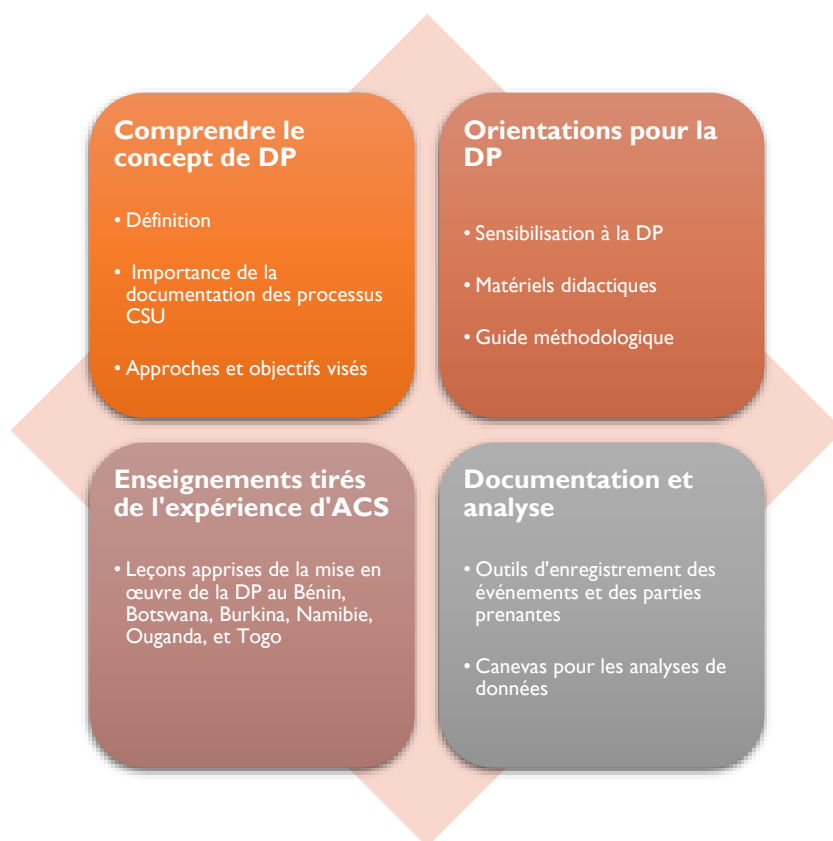 Comprendre le
concept de DP
• Définition
• Importance de la
documentation des processus
CSU
• Approches et objectifs visés
Orientations pour la
DP
• Sensibilisation à la DP
• Matériels didactiques
• Guide méthodologique
Enseignements tirés
de l'expérience d'ACS
• Leçons apprises de la mise en
œuvre de la DP au Bénin,
Botswana, Burkina, Namibie,
Ouganda, et Togo
Documentation et
analyse
• Outils d'enregistrement des
événements et des parties
prenantes
• Canevas pour les analyses de
données